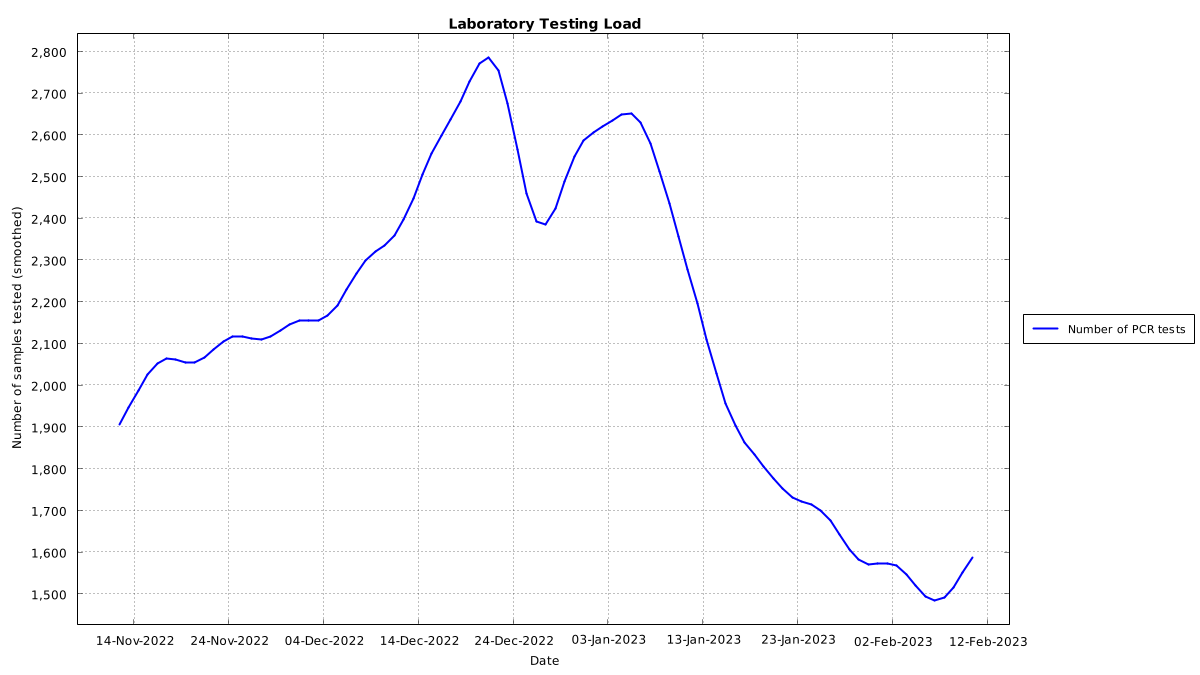 Laboratory Testing Load
2,800
2,700
2,600
2,500
2,400
2,300
2,200
2,100
2,000
1,900
1,800
1,700
1,600
1,500
Number of samples tested (smoothed)
14-Nov-2022 24-Nov-2022 04-Dec-2022 14-Dec-2022 24-Dec-2022 03-Jan-2023 13-Jan-2023 23-Jan-2023 02-Feb-2023 12-Feb-2023
Date
Number of PCR tests